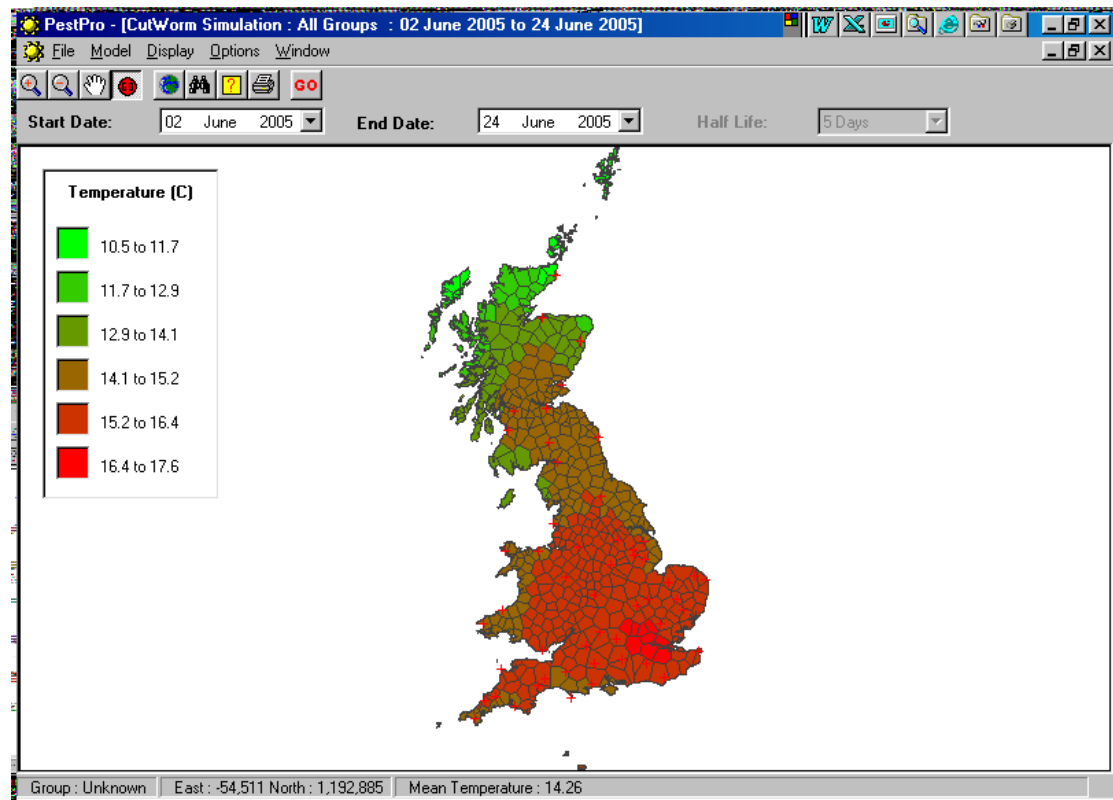 PestPro - [CutWorm Simulation : All Groups : 02 June 2005 to 24 June 2005]
File Model Display Options Window
GO
Start Date: 02 June 2005 End Date: 24 June 2005 Half Life: 5 Days
Temperature (C)
10.5 to 11.7
11.7 to 12.9
12.9 to 14.1
14.1 to 15.2
15.2 to 16.4
16.4 to 17.6
Group : Unknown East : -54,511 North : 1,192,885 Mean Temperature : 14.26